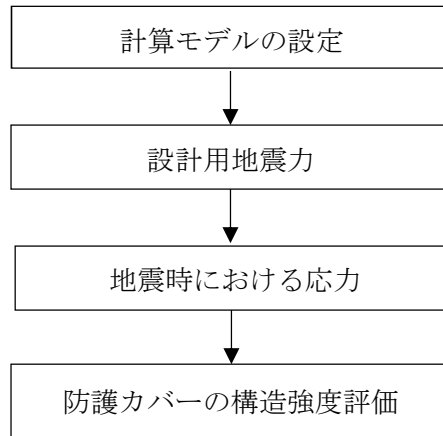 計算モデルの設定
設計用地震力
地震時における応力
防護カバーの構造強度評価